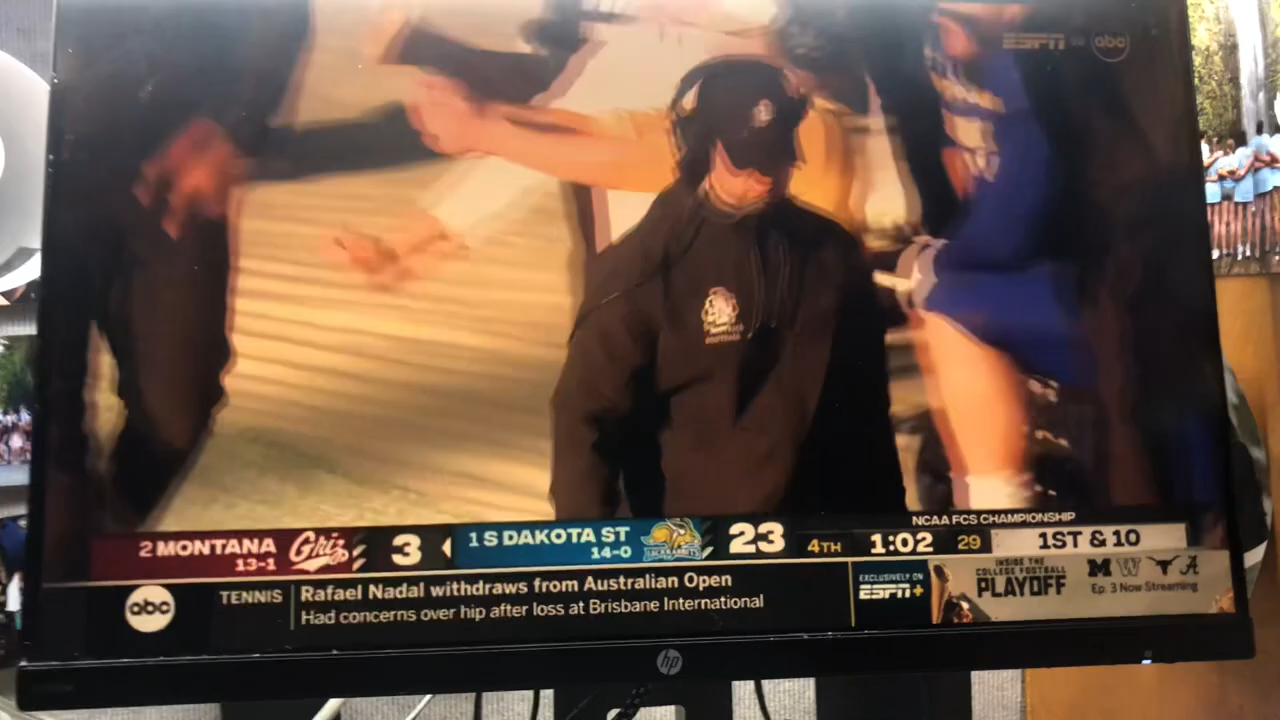 ESPN abc
NCAA FCS CHAMPIONSHIP
2 MONTANA Griz 3 1 S DAKOTA ST JACKRABBITS 23 4TH 1:02 29 1ST & 10
13-1 14-0
abc TENNIS Rafael Nadal withdraws from Australian Open
Had concerns over hip after loss at Brisbane International
EXCLUSIVELY ON
ESPN+
INSIDE THE
COLLEGE FOOTBALL
PLAYOFF
M W A
Ep. 3 Now Streaming
hp